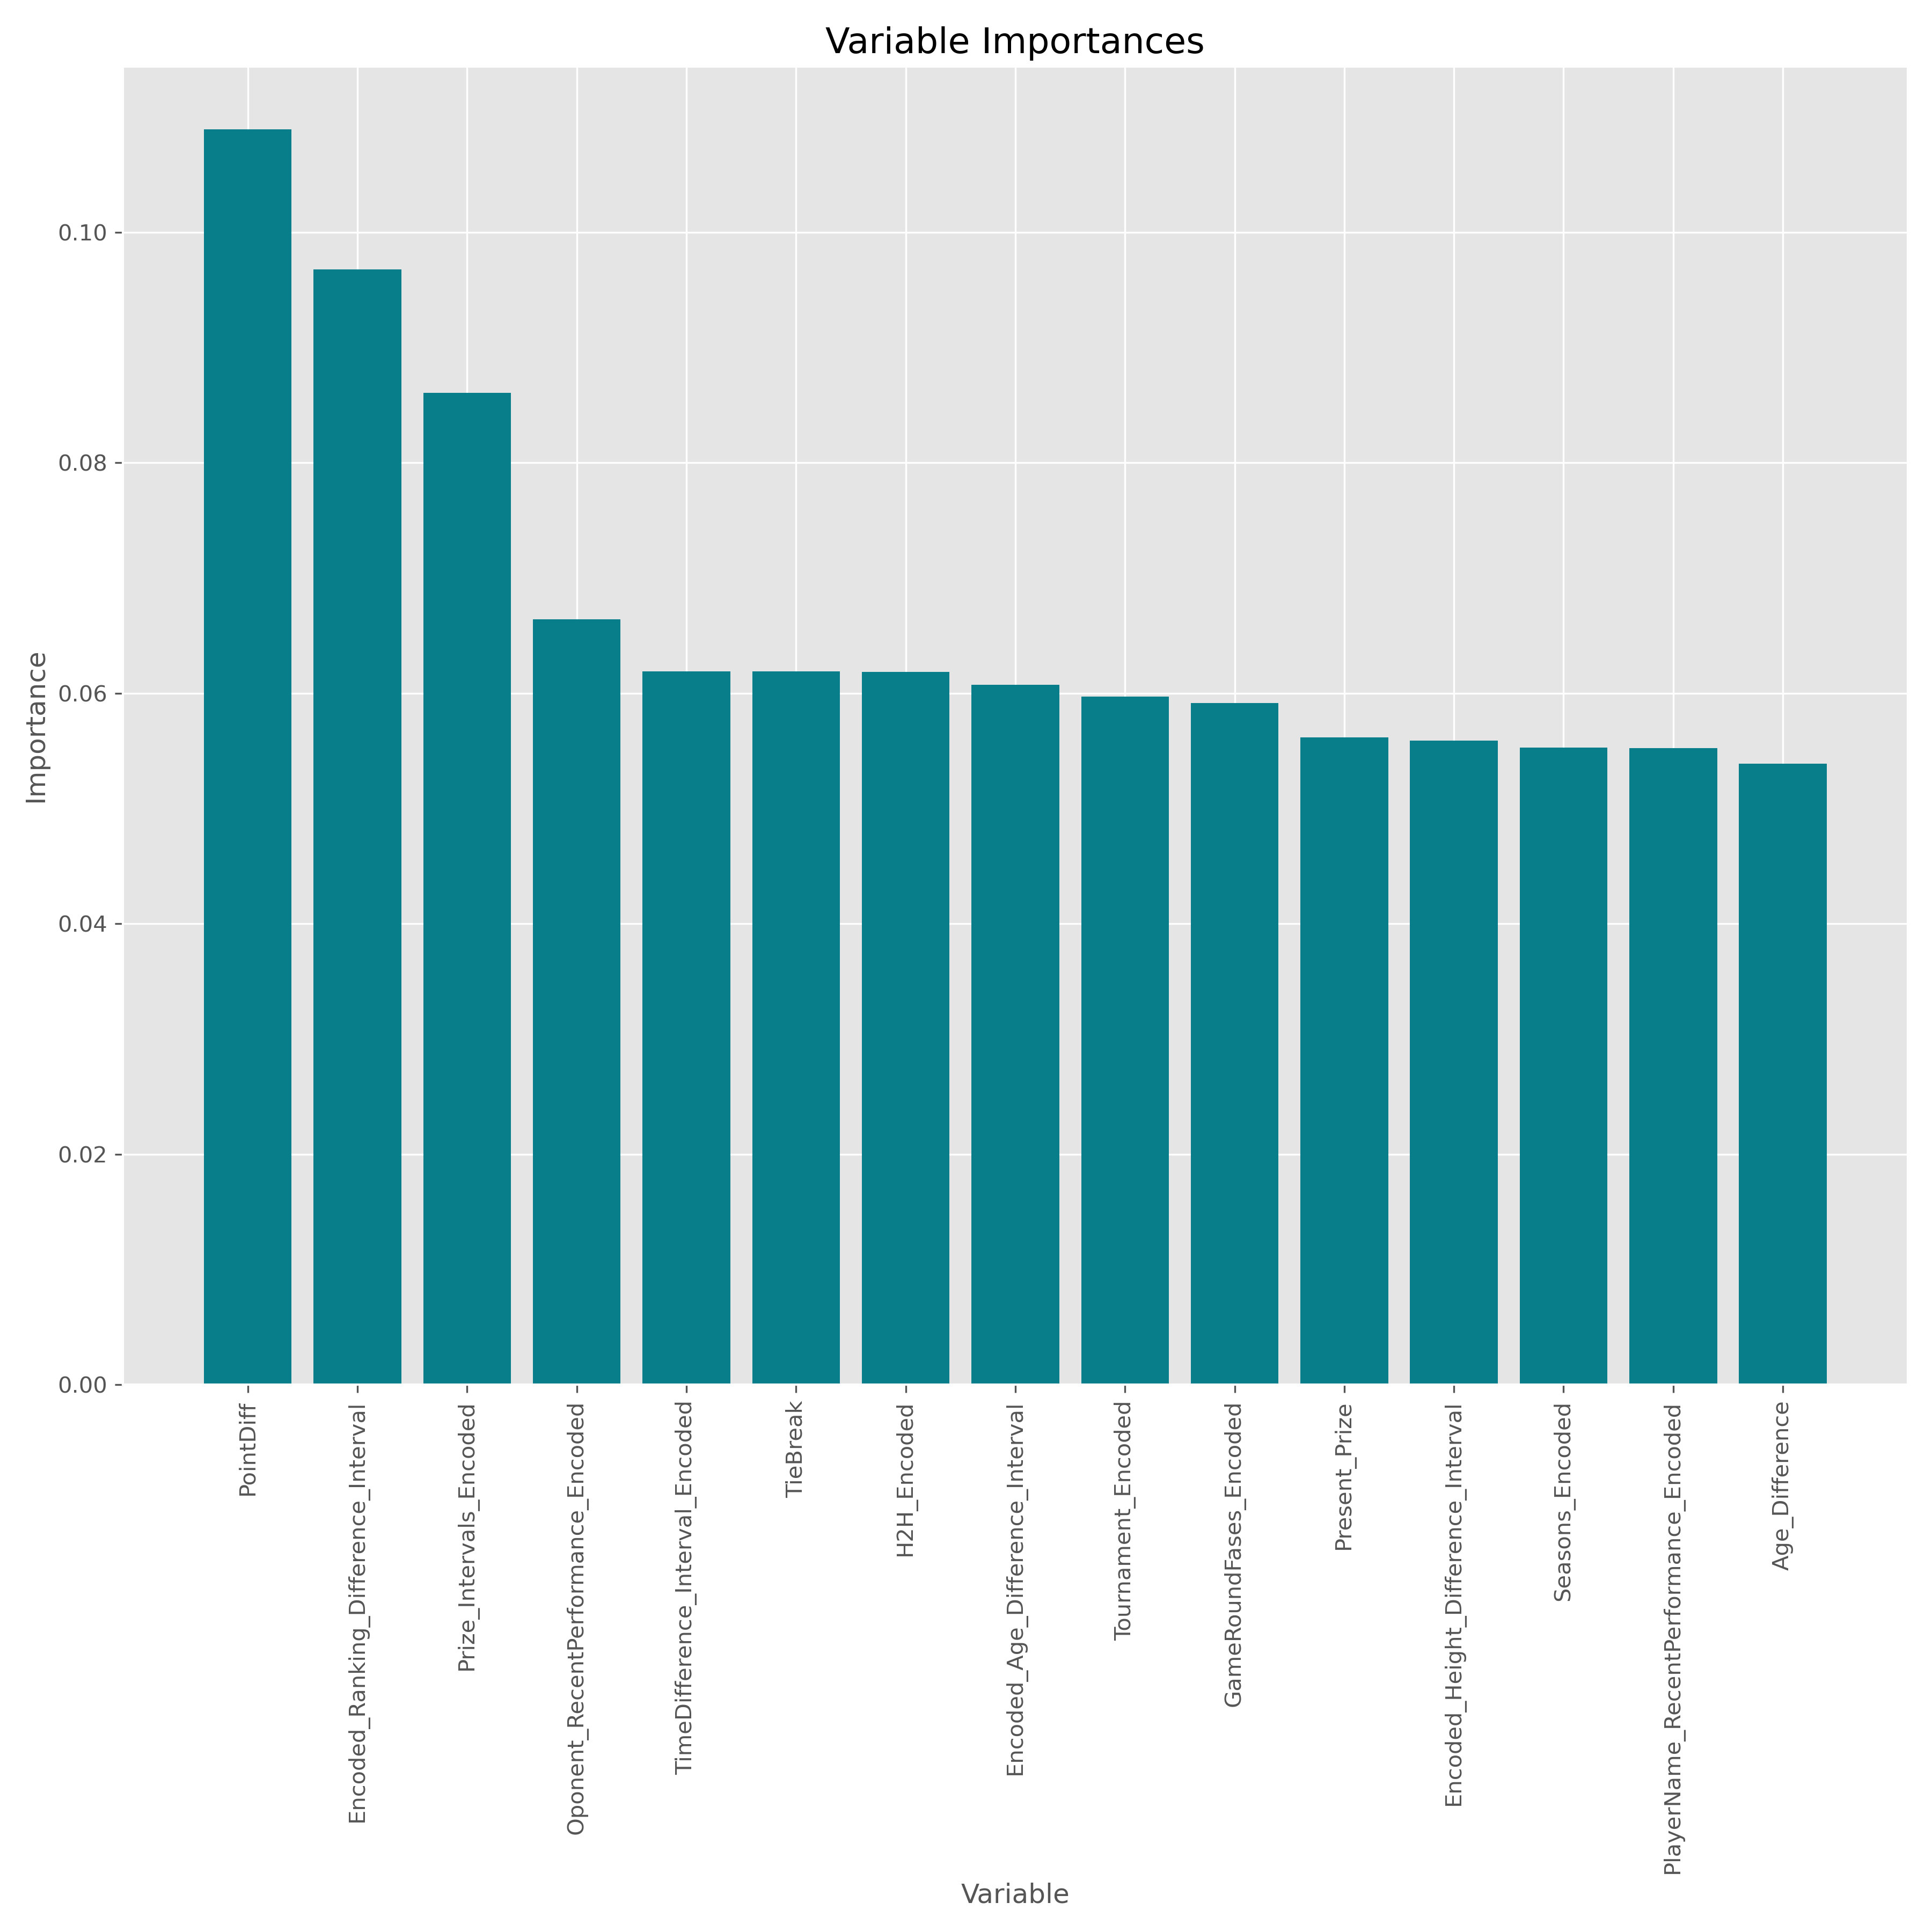 Variable Importances
Importance
0.10
0.08
0.06
0.04
0.02
0.00
PointDiff
Encoded_Ranking_Difference_Interval
Prize_Intervals_Encoded
Oponent_RecentPerformance_Encoded
TimeDifference_Interval_Encoded
TieBreak
H2H_Encoded
Encoded_Age_Difference_Interval
Tournament_Encoded
GameRoundFases_Encoded
Present_Prize
Encoded_Height_Difference_Interval
Seasons_Encoded
PlayerName_RecentPerformance_Encoded
Age_Difference
Variable